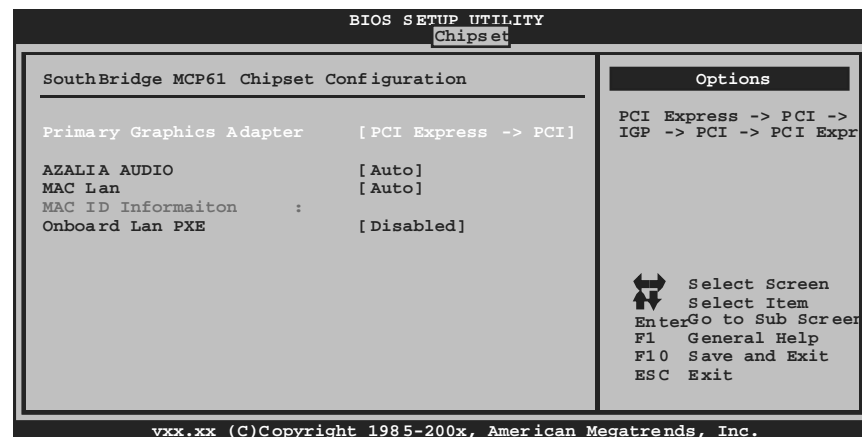 BIOS SETUP UTILITY
Chipset
SouthBridge MCP61 Chipset Configuration
Primary Graphics Adapter [PCI Express -> PCI]
AZALIA AUDIO [Auto]
MAC Lan [Auto]
MAC ID Informaiton :
Onboard Lan PXE [Disabled]
Options
PCI Express -> PCI ->
IGP -> PCI -> PCI Expr
Select Screen
Select Item
Enter Go to Sub Screen
F1 General Help
F10 Save and Exit
ESC Exit
vxx.xx (C)Copyright 1985-200x, American Megatrends, Inc.